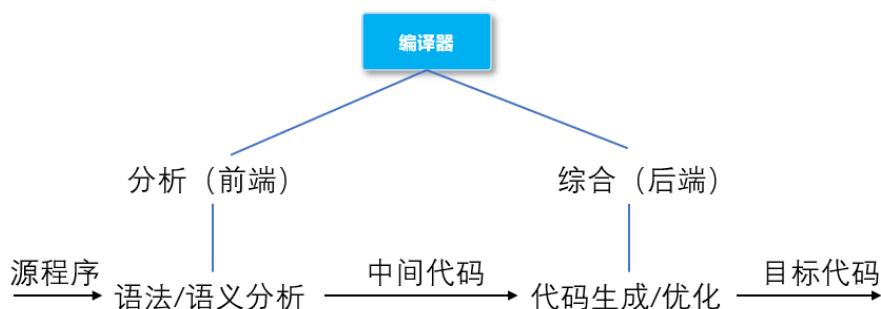 编译器
分析（前端）
综合（后端）
源程序
语法/语义分析
中间代码
代码生成/优化
目标代码